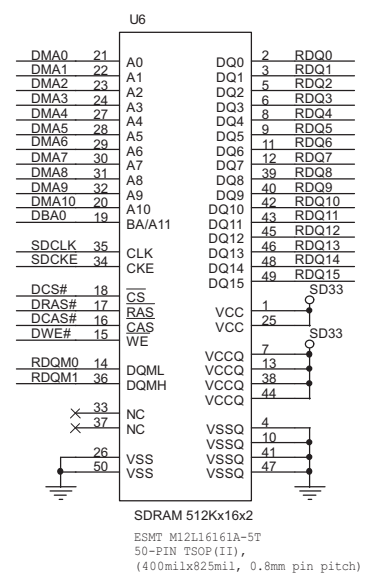 U6
DMA0 21 A0 DQ0 2 RDQ0
DMA1 22 A1 DQ1 3 RDQ1
DMA2 23 A2 DQ2 5 RDQ2
DMA3 24 A3 DQ3 6 RDQ3
DMA4 27 A4 DQ4 8 RDQ4
DMA5 28 A5 DQ5 9 RDQ5
DMA6 29 A6 DQ6 11 RDQ6
DMA7 30 A7 DQ7 12 RDQ7
DMA8 31 A8 DQ8 39 RDQ8
DMA9 32 A9 DQ9 40 RDQ9
DMA10 20 A10 DQ10 42 RDQ10
DBA0 19 BA/A11 DQ11 43 RDQ11
DQ12 45 RDQ12
SDCLK 35 CLK DQ13 46 RDQ13
SDCKE 34 CKE DQ14 48 RDQ14
DQ15 49 RDQ15
SD33
DCS# 18 CS
DRAS# 17 RAS VCC 1
DCAS# 16 CAS VCC 25
DWE# 15 WE
SD33
VCCQ 7
RDQM0 14 DQML VCCQ 13
RDQM1 36 DQMH VCCQ 38
VCCQ 44
33 NC
37 NC VSSQ 4
VSSQ 10
26 VSS VSSQ 41
50 VSS VSSQ 47
SDRAM 512Kx16x2
ESMT M12L16161A-5T
50-PIN TSOP(II),
(400milx825mil, 0.8mm pin pitch)